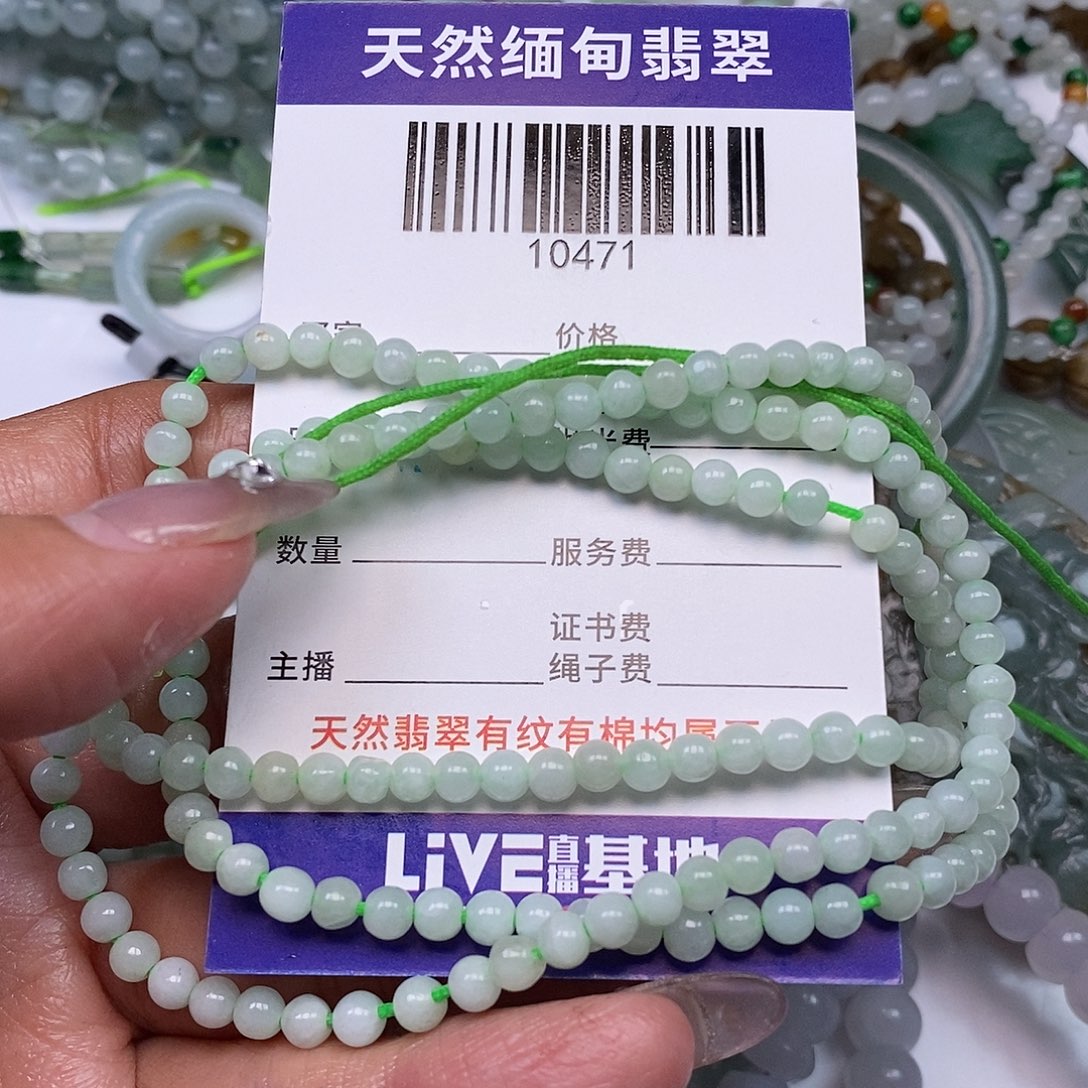 天然缅甸翡翠
10471
价格
数量 服务费
证书费
主播 绳子费
天然翡翠有纹有棉均属
LiVE直播基地